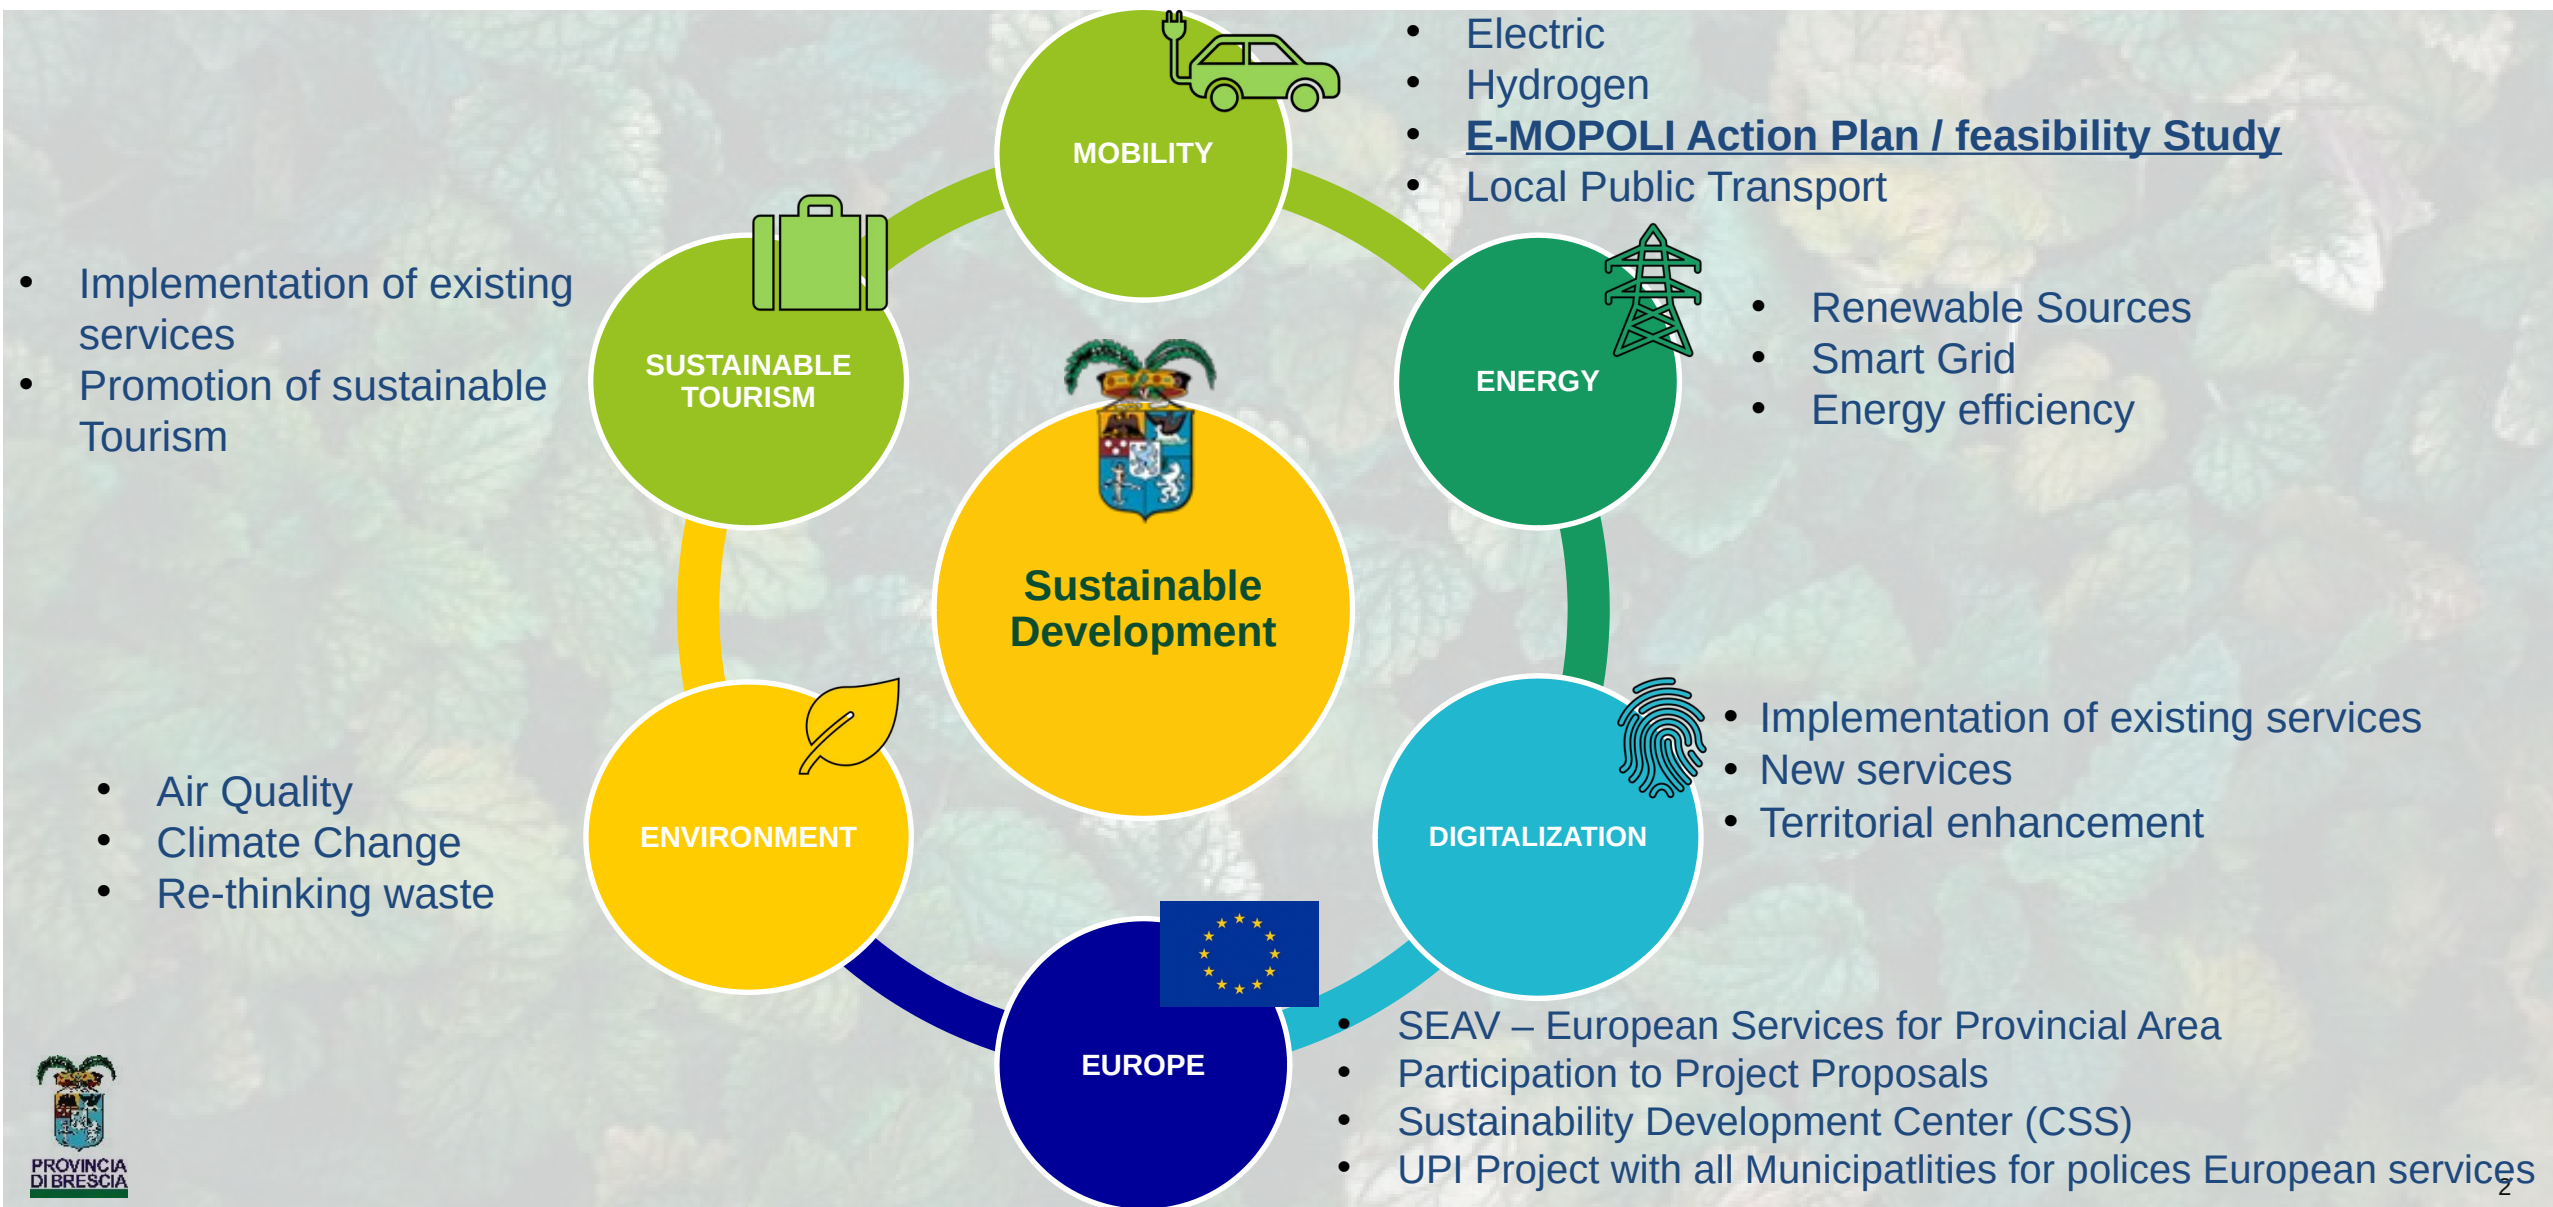 MOBILITY
• Electric
• Hydrogen
• E-MOPOLI Action Plan / feasibility Study
• Local Public Transport
ENERGY
• Renewable Sources
• Smart Grid
• Energy efficiency
DIGITALIZATION
• Implementation of existing services
• New services
• Territorial enhancement
EUROPE
• SEAV – European Services for Provincial Area
• Participation to Project Proposals
• Sustainability Development Center (CSS)
• UPI Project with all Municipatlities for polices European services
ENVIRONMENT
• Air Quality
• Climate Change
• Re-thinking waste
SUSTAINABLE
TOURISM
• Implementation of existing
services
• Promotion of sustainable
Tourism
Sustainable
Development
PROVINCIA
DI BRESCIA
2